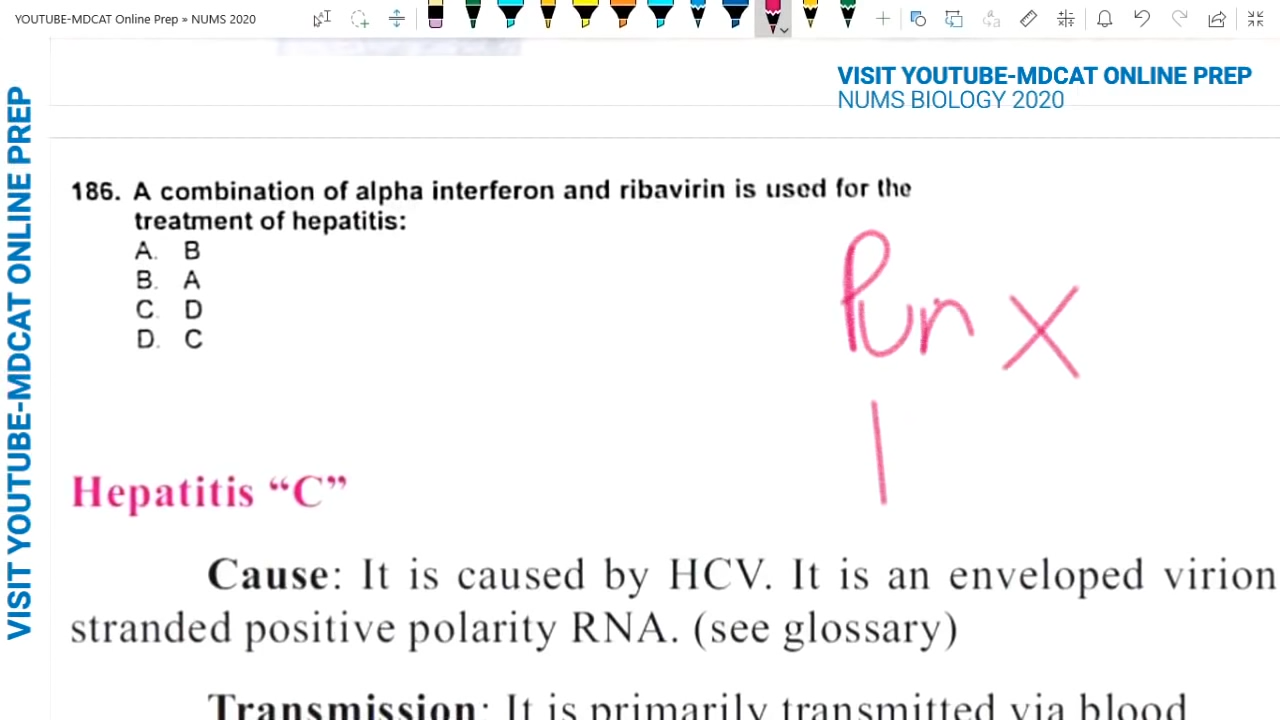 YOUTUBE-MDCAT Online Prep » NUMS 2020
VISIT YOUTUBE-MDCAT ONLINE PREP
NUMS BIOLOGY 2020
VISIT YOUTUBE-MDCAT ONLINE PREP
186. A combination of alpha interferon and ribavirin is used for the
treatment of hepatitis:
A. B
B. A
C. D
D. C
Hepatitis “C”
Cause: It is caused by HCV. It is an enveloped virion
stranded positive polarity RNA. (see glossary)
Transmission: It is primarily transmitted via blood